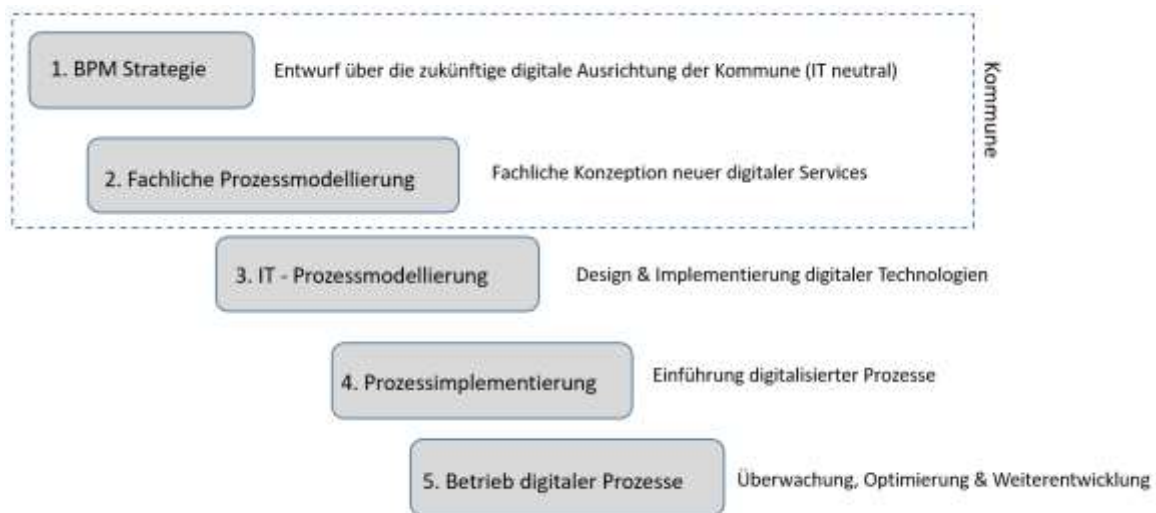 1. BPM Strategie
Entwurf über die zukünftige digitale Ausrichtung der Kommune (IT neutral)
Kommune
2. Fachliche Prozessmodellierung
Fachliche Konzeption neuer digitaler Services
3. IT - Prozessmodellierung
Design & Implementierung digitaler Technologien
4. Prozessimplementierung
Einführung digitalisierter Prozesse
5. Betrieb digitaler Prozesse
Überwachung, Optimierung & Weiterentwicklung